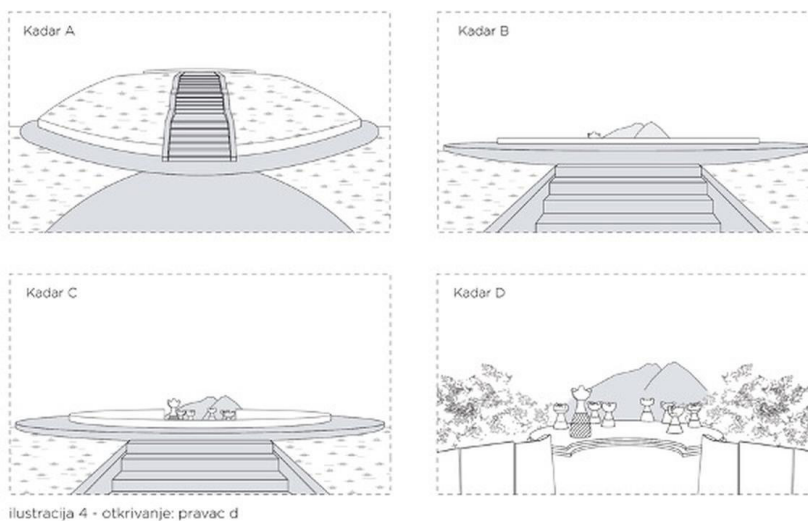 Kadar A
Kadar B
Kadar C
Kadar D
ilustracija 4 - otkrivanje: pravac d